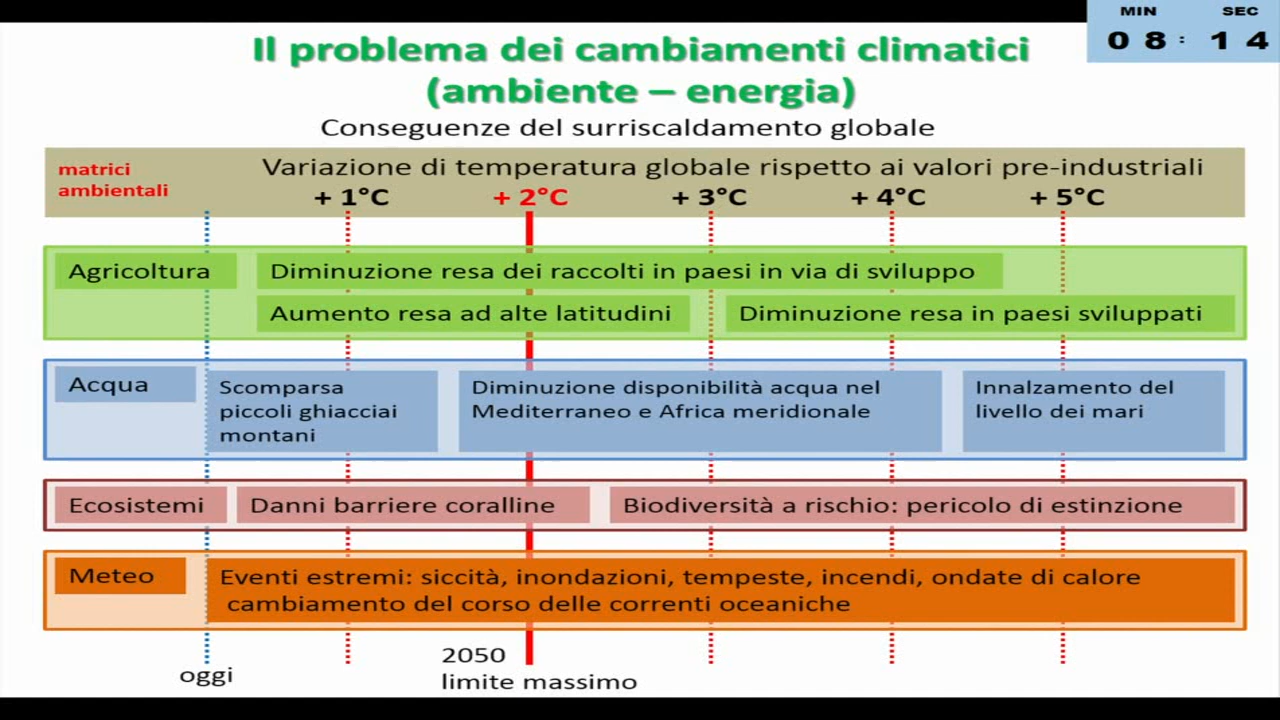 MIN SEC
08:14
Il problema dei cambiamenti climatici
(ambiente – energia)
Conseguenze del surriscaldamento globale
matrici
ambientali
Variazione di temperatura globale rispetto ai valori pre-industriali
+ 1°C + 2°C + 3°C + 4°C + 5°C
Agricoltura
Diminuzione resa dei raccolti in paesi in via di sviluppo
Aumento resa ad alte latitudini
Diminuzione resa in paesi sviluppati
Acqua
Scomparsa
piccoli ghiacciai
montani
Diminuzione disponibilità acqua nel
Mediterraneo e Africa meridionale
Innalzamento del
livello dei mari
Ecosistemi
Danni barriere coralline
Biodiversità a rischio: pericolo di estinzione
Meteo
Eventi estremi: siccità, inondazioni, tempeste, incendi, ondate di calore
cambiamento del corso delle correnti oceaniche
oggi
2050
limite massimo